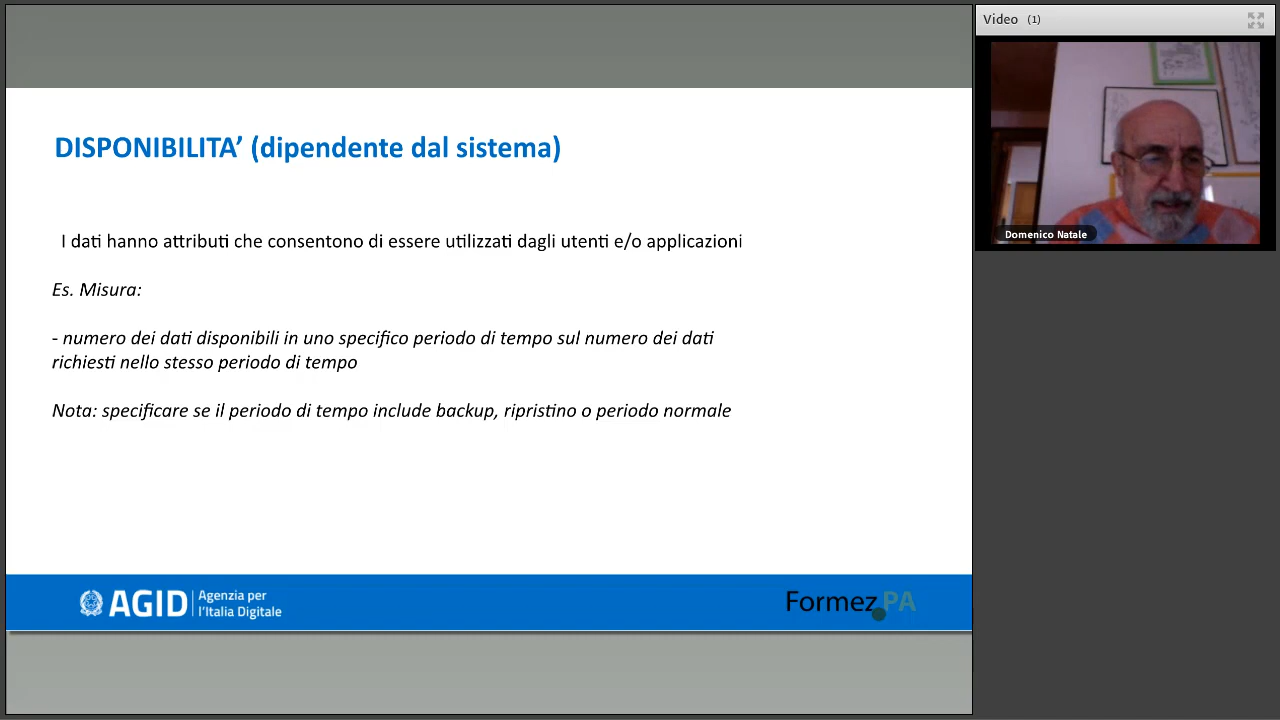 Video (1)
Domenico Natale
DISPONIBILITA’ (dipendente dal sistema)
I dati hanno attributi che consentono di essere utilizzati dagli utenti e/o applicazioni
Es. Misura:
- numero dei dati disponibili in uno specifico periodo di tempo sul numero dei dati
richiesti nello stesso periodo di tempo
Nota: specificare se il periodo di tempo include backup, ripristino o periodo normale
AGID
Agenzia per
l’Italia Digitale
Formez PA